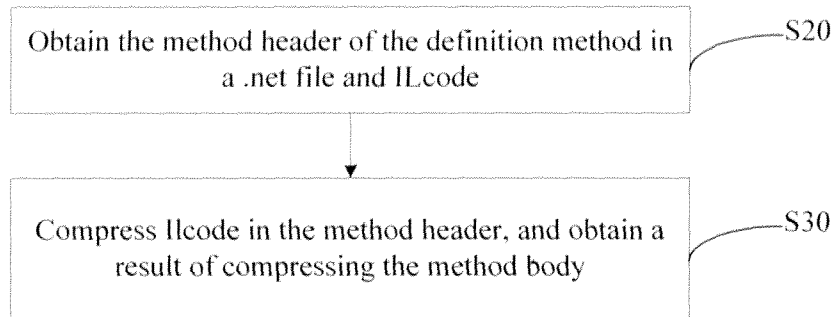 Obtain the method header of the definition method in
a .net file and ILcode
S20
Compress Ilcode in the method header, and obtain a
result of compressing the method body
S30